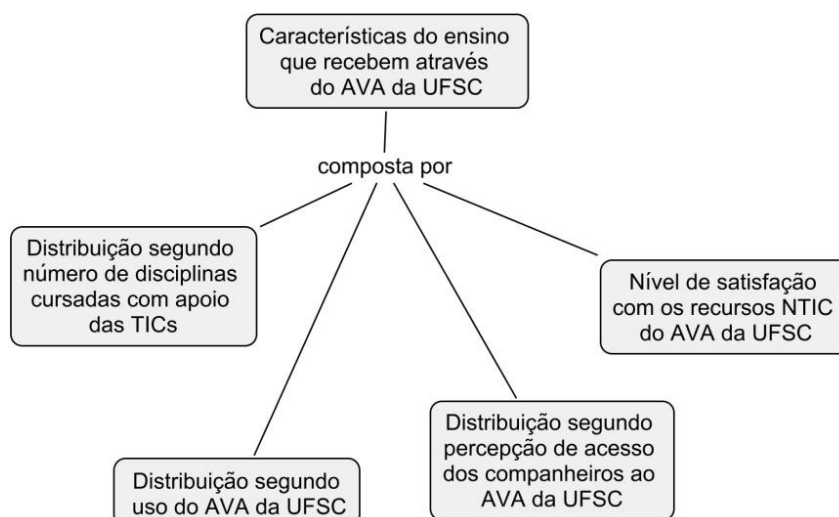 Características do ensino
que recebem através
do AVA da UFSC
composta por
Distribuição segundo
número de disciplinas
cursadas com apoio
das TICs
Nível de satisfação
com os recursos NTIC
do AVA da UFSC
Distribuição segundo
uso do AVA da UFSC
Distribuição segundo
percepção de acesso
dos companheiros ao
AVA da UFSC